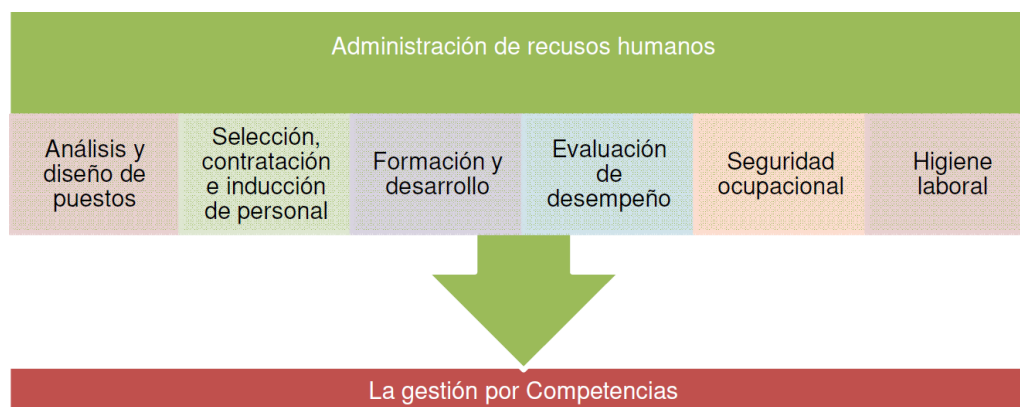 Administración de recusos humanos
Análisis y
diseño de
puestos
Selección,
contratación
e inducción
de personal
Formación y
desarrollo
Evaluación
de
desempeño
Seguridad
ocupacional
Higiene
laboral
La gestión por Competencias